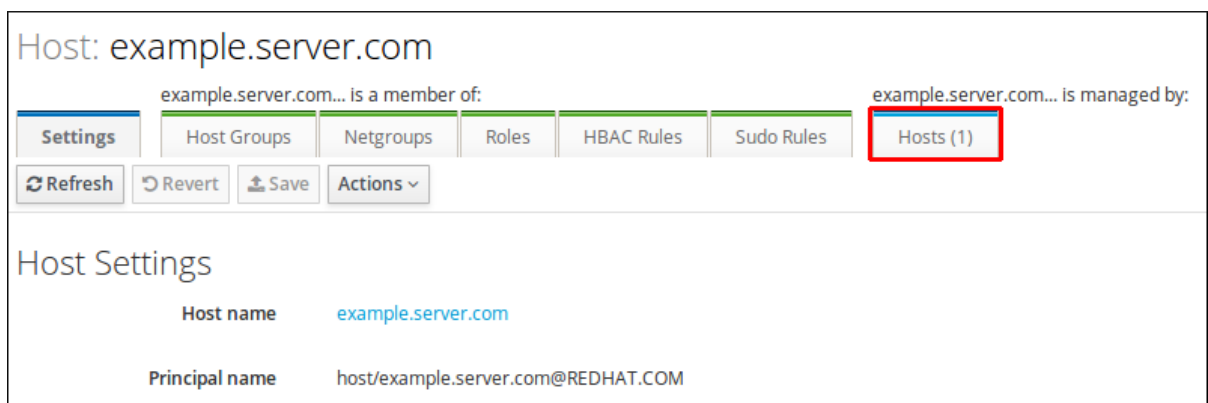 Host: example.server.com
example.server.com... is a member of: example.server.com... is managed by:
Settings Host Groups Netgroups Roles HBAC Rules Sudo Rules Hosts (1)
Refresh Revert Save Actions
Host Settings
Host name example.server.com
Principal name host/example.server.com@REDHAT.COM